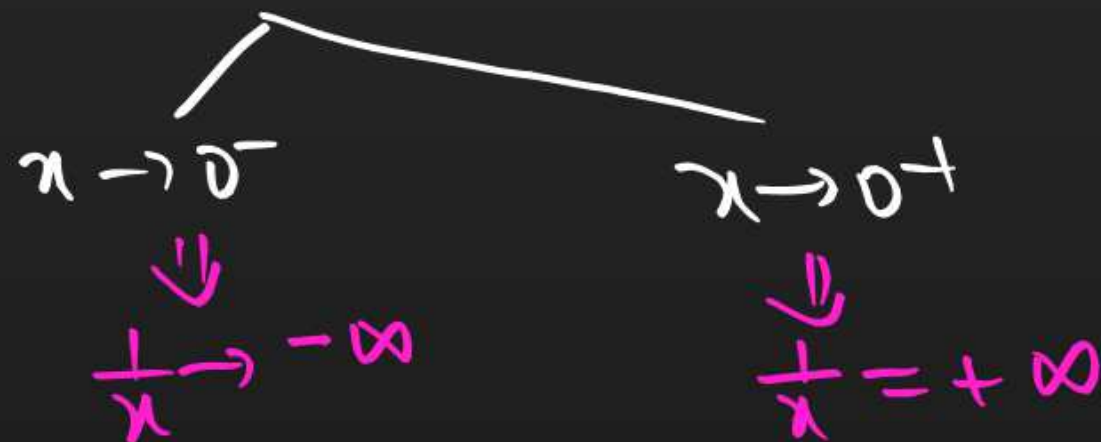 x → 0⁻ x → 0⁺
⇓ ⇓
1/x → -∞ 1/x = +∞